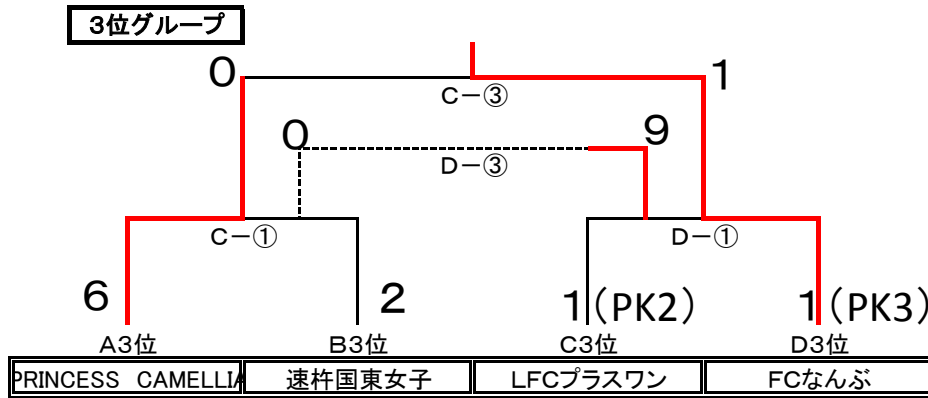 3位グループ
0 1
C－③
0 9
D－③
C－① D－①
6 2 1(PK2) 1(PK3)
A3位 B3位 C3位 D3位
PRINCESS CAMELLIA 速杵国東女子 LFCプラスワン FCなんぶ